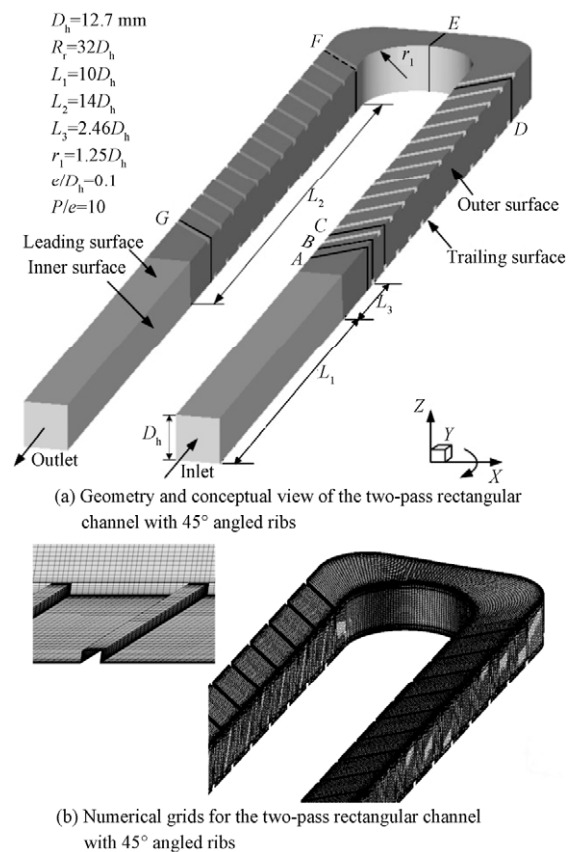 D_h=12.7 mm
R_r=32D_h
L_1=10D_h
L_2=14D_h
L_3=2.46D_h
r_1=1.25D_h
e/D_h=0.1
P/e=10
F
E
r_1
D
L_2
Outer surface
G
C
B
A
Trailing surface
Leading surface
Inner surface
L_3
L_1
D_h
Z
Y
X
Outlet
Inlet
(a) Geometry and conceptual view of the two-pass rectangular
channel with 45° angled ribs
(b) Numerical grids for the two-pass rectangular channel
with 45° angled ribs